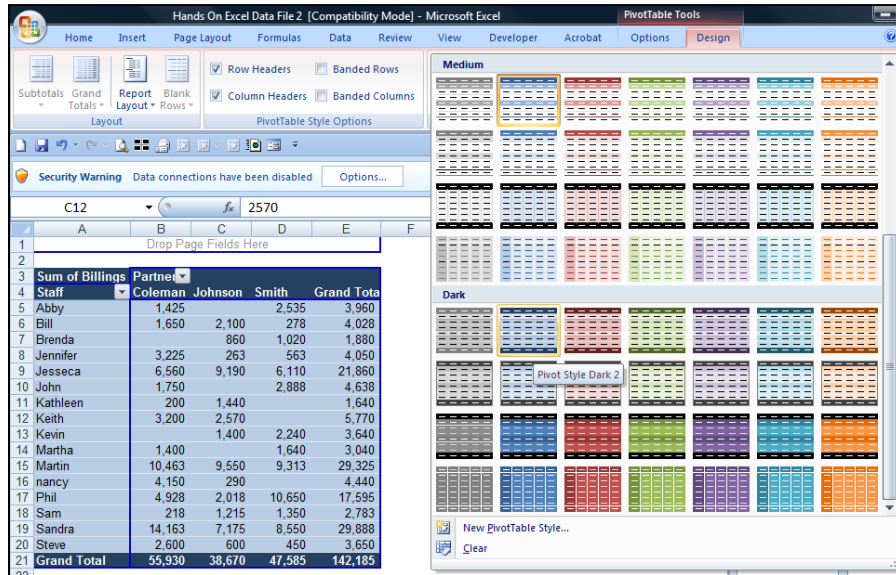 Hands On Excel Data File 2 [Compatibility Mode] - Microsoft Excel
PivotTable Tools
Home Insert Page Layout Formulas Data Review View Developer Acrobat Options Design
Subtotals Grand Totals Report Layout Blank Rows
Layout
Row Headers Banded Rows
Column Headers Banded Columns
PivotTable Style Options
Security Warning Data connections have been disabled Options...
C12 fx 2570
A B C D E F
1 Drop Page Fields Here
2
3 Sum of Billings Partner
4 Staff Coleman Johnson Smith Grand Tota
5 Abby 1,425 2,535 3,960
6 Bill 1,650 2,100 278 4,028
7 Brenda 860 1,020 1,880
8 Jennifer 3,225 263 563 4,050
9 Jesseca 6,560 9,190 6,110 21,860
10 John 1,750 2,888 4,638
11 Kathleen 200 1,440 1,640
12 Keith 3,200 2,570 5,770
13 Kevin 1,400 2,240 3,640
14 Martha 1,400 1,640 3,040
15 Martin 10,463 9,550 9,313 29,325
16 nancy 4,150 290 4,440
17 Phil 4,928 2,018 10,650 17,595
18 Sam 218 1,215 1,350 2,783
19 Sandra 14,163 7,175 8,550 29,888
20 Steve 2,600 600 450 3,650
21 Grand Total 55,930 38,670 47,585 142,185
Medium
Dark
Pivot Style Dark 2
New PivotTable Style...
Clear